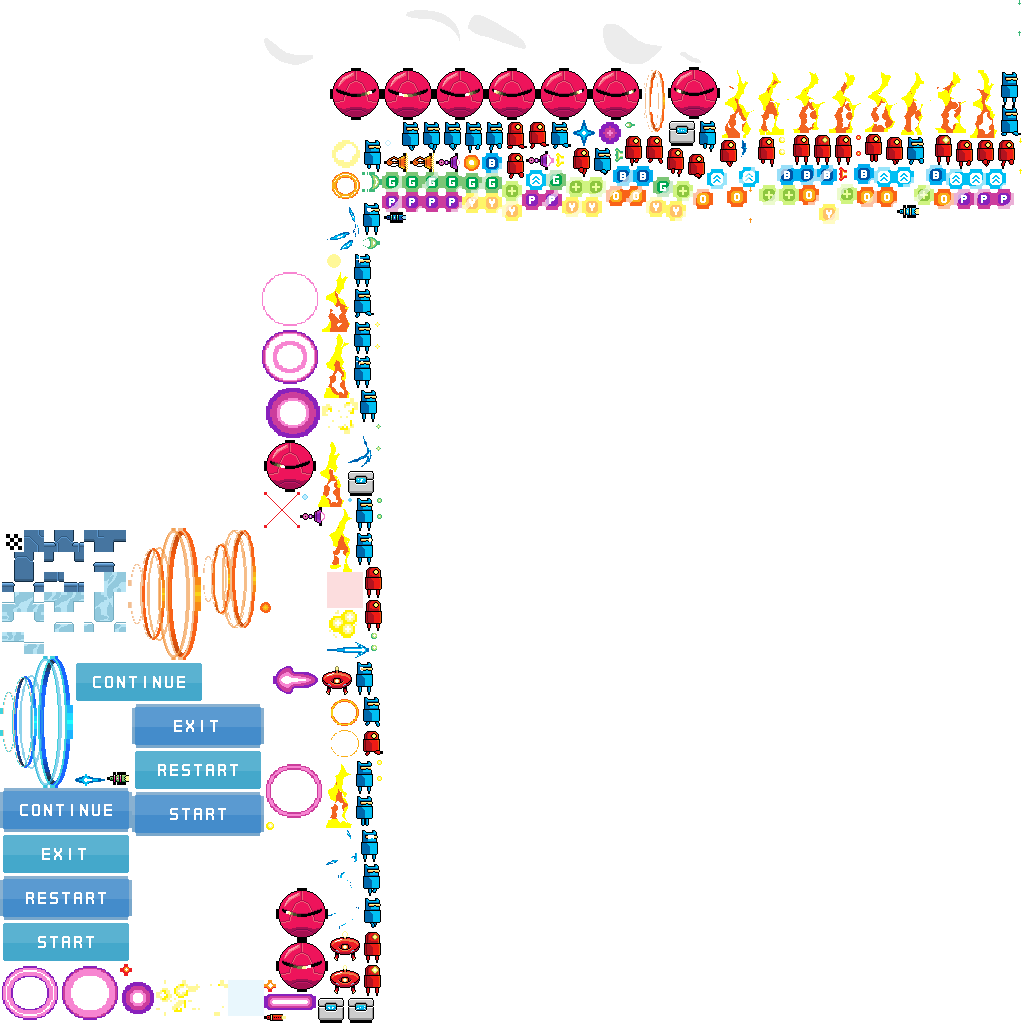 B
G G G G G G
P P P P Y Y
Y
G
P P
Y Y
B B
G
O O
Y Y
O
O
B B B
O
Y
B
O O
B
O
P P P
CONTINUE
EXIT
RESTART
START
CONTINUE
EXIT
RESTART
START